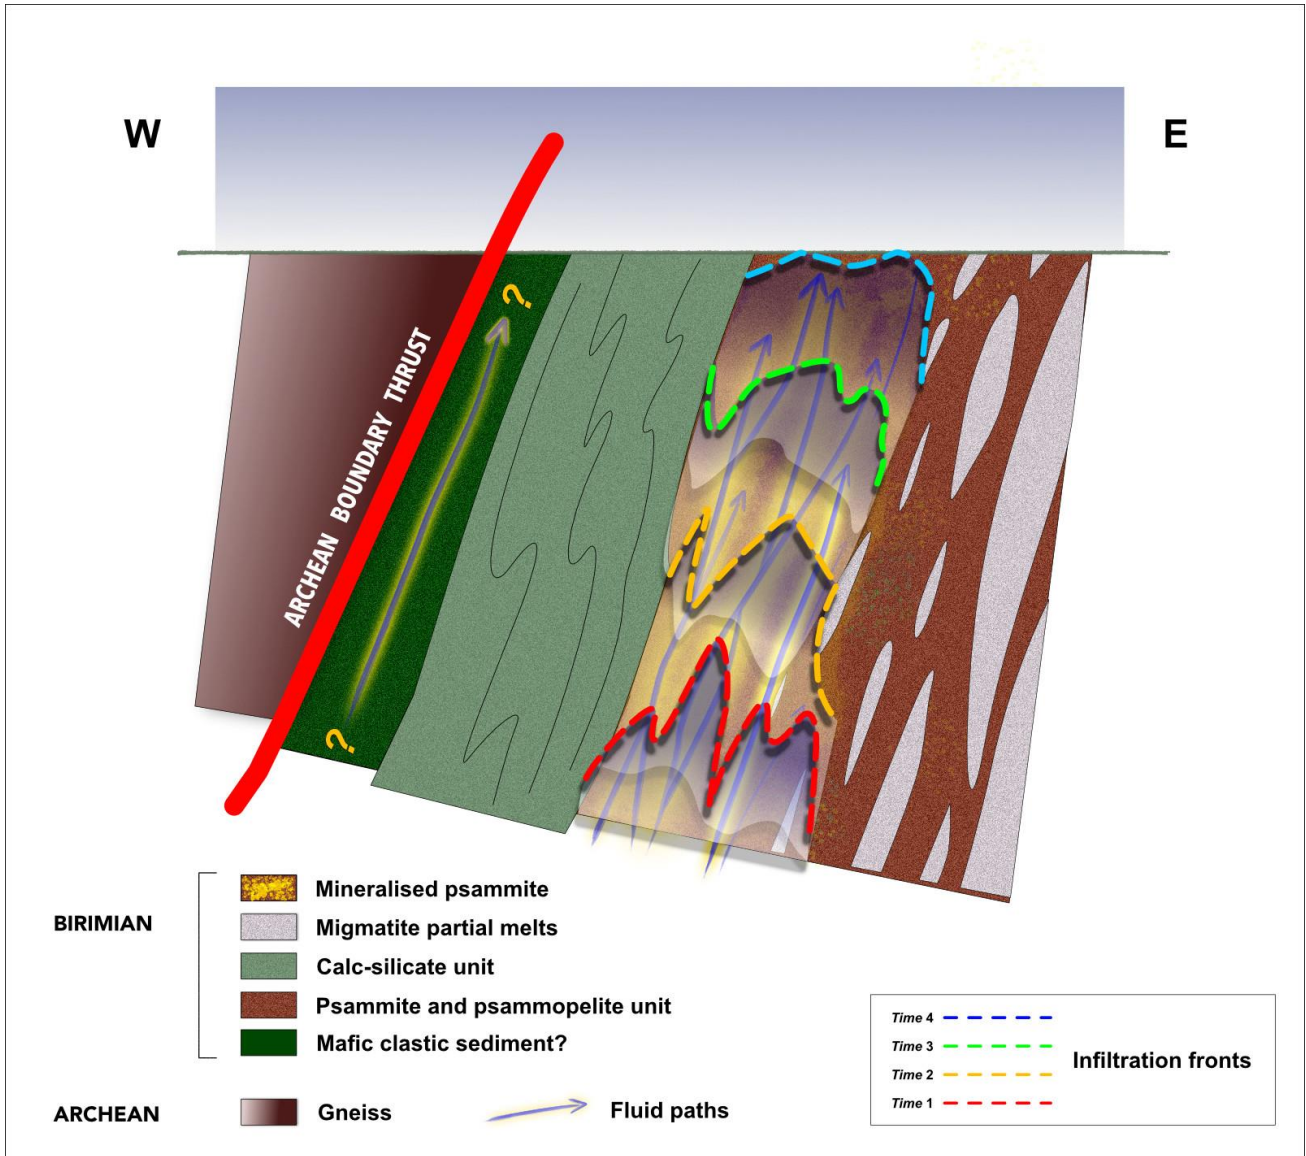 W
E
ARCHEAN BOUNDARY THRUST
?
?
BIRIMIAN
Mineralised psammite
Migmatite partial melts
Calc-silicate unit
Psammite and psammopelite unit
Mafic clastic sediment?
ARCHEAN
Gneiss
Fluid paths
Time 4
Time 3
Time 2
Time 1
Infiltration fronts